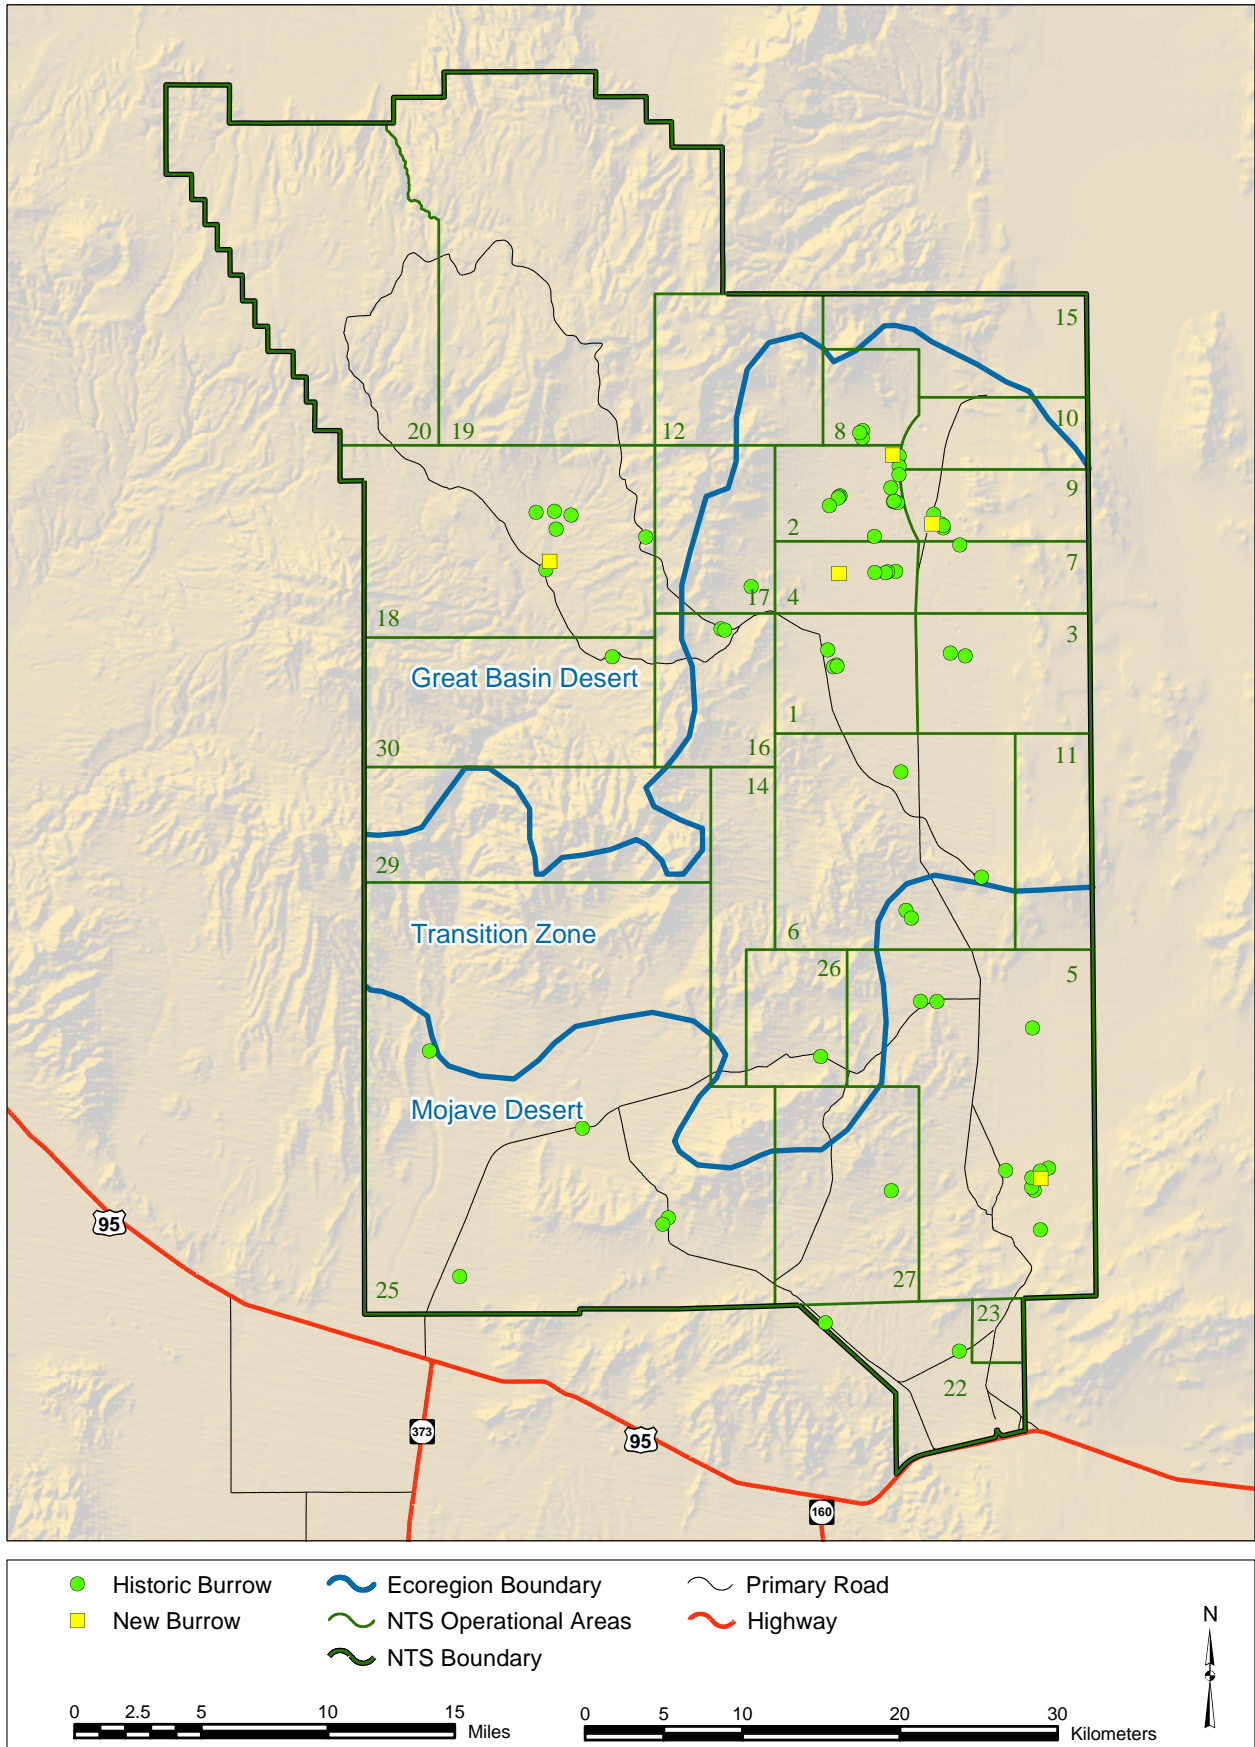 15
10
20 19 12 8
9
2
7
17 4
18
3
Great Basin Desert
1
30 16
11
14
29
Transition Zone
6
26 5
Mojave Desert
95
25 27
23
22
373
95
160
Historic Burrow
Ecoregion Boundary
Primary Road
New Burrow
NTS Operational Areas
Highway
NTS Boundary
N
0 2.5 5 10 15
Miles
0 5 10 20 30
Kilometers